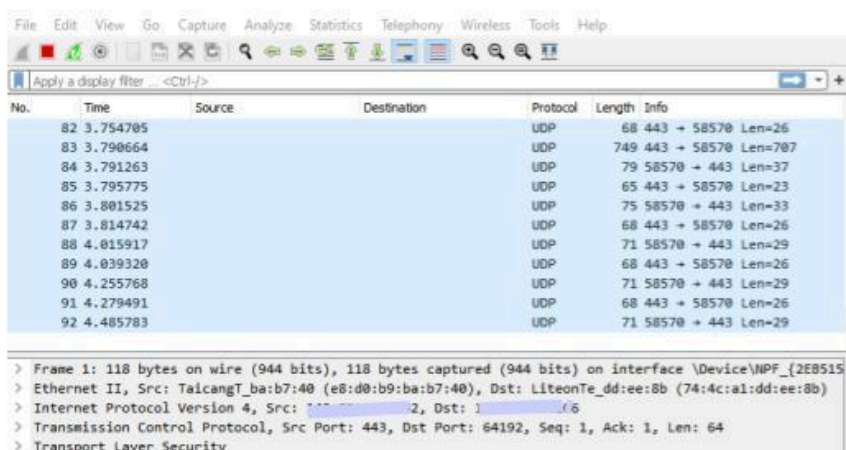 File Edit View Go Capture Analyze Statistics Telephony Wireless Tools Help
Apply a display filter ... <Ctrl-/>
No. Time Source Destination Protocol Length Info
82 3.754705 UDP 68 443 → 58570 Len=26
83 3.790664 UDP 749 443 → 58570 Len=707
84 3.791263 UDP 79 58570 → 443 Len=37
85 3.795775 UDP 65 443 → 58570 Len=23
86 3.801525 UDP 75 58570 → 443 Len=33
87 3.814742 UDP 68 443 → 58570 Len=26
88 4.015917 UDP 71 58570 → 443 Len=29
89 4.039320 UDP 68 443 → 58570 Len=26
90 4.255768 UDP 71 58570 → 443 Len=29
91 4.279491 UDP 68 443 → 58570 Len=26
92 4.485783 UDP 71 58570 → 443 Len=29
> Frame 1: 118 bytes on wire (944 bits), 118 bytes captured (944 bits) on interface \Device\NPF_{2EB515
> Ethernet II, Src: TaicangT_ba:b7:40 (e8:d0:b9:ba:b7:40), Dst: LiteonTe_dd:ee:8b (74:4c:a1:dd:ee:8b)
> Internet Protocol Version 4, Src: 2, Dst: 6
> Transmission Control Protocol, Src Port: 443, Dst Port: 64192, Seq: 1, Ack: 1, Len: 64
> Transport Layer Security